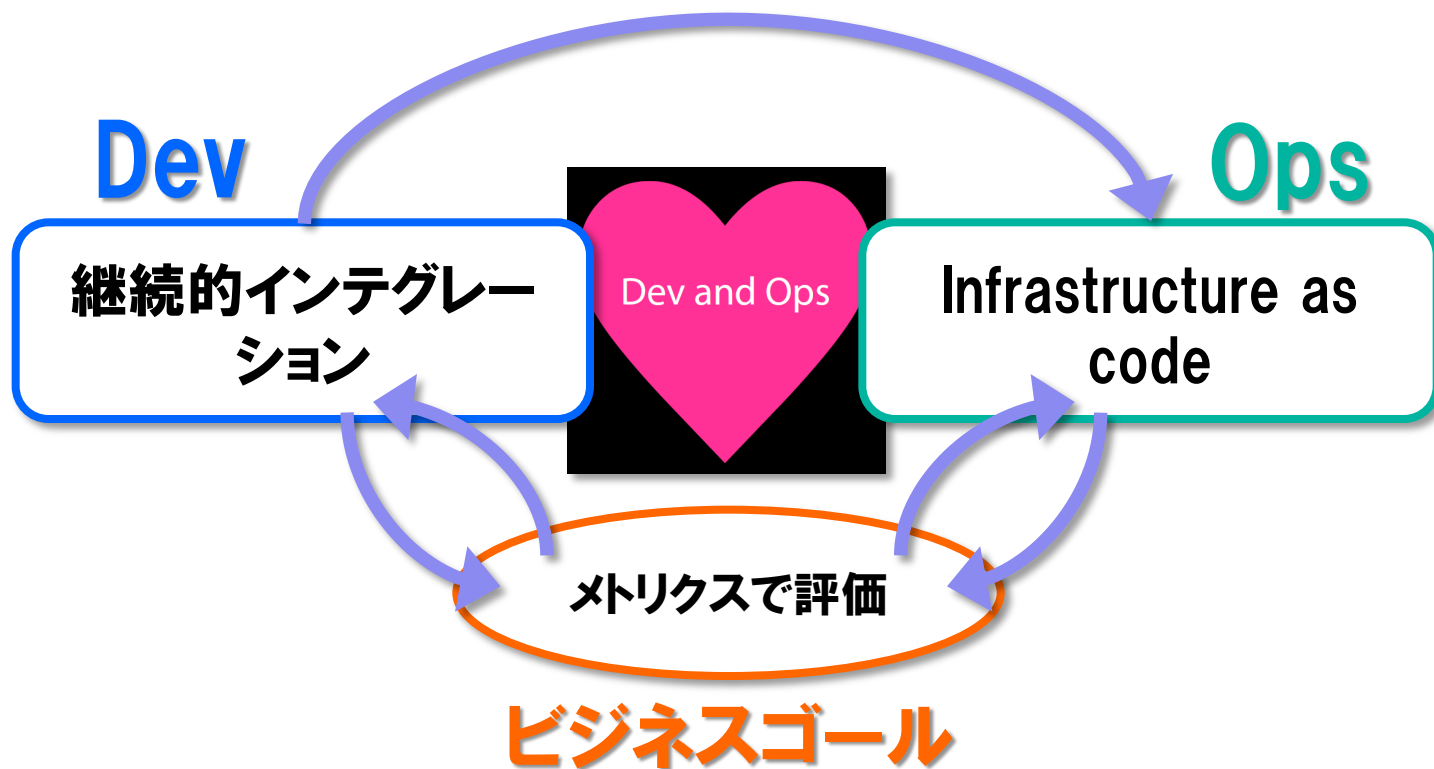 Dev
Ops
継続的インテグレー
ション
Dev and Ops
Infrastructure as
code
メトリクスで評価
ビジネスゴール